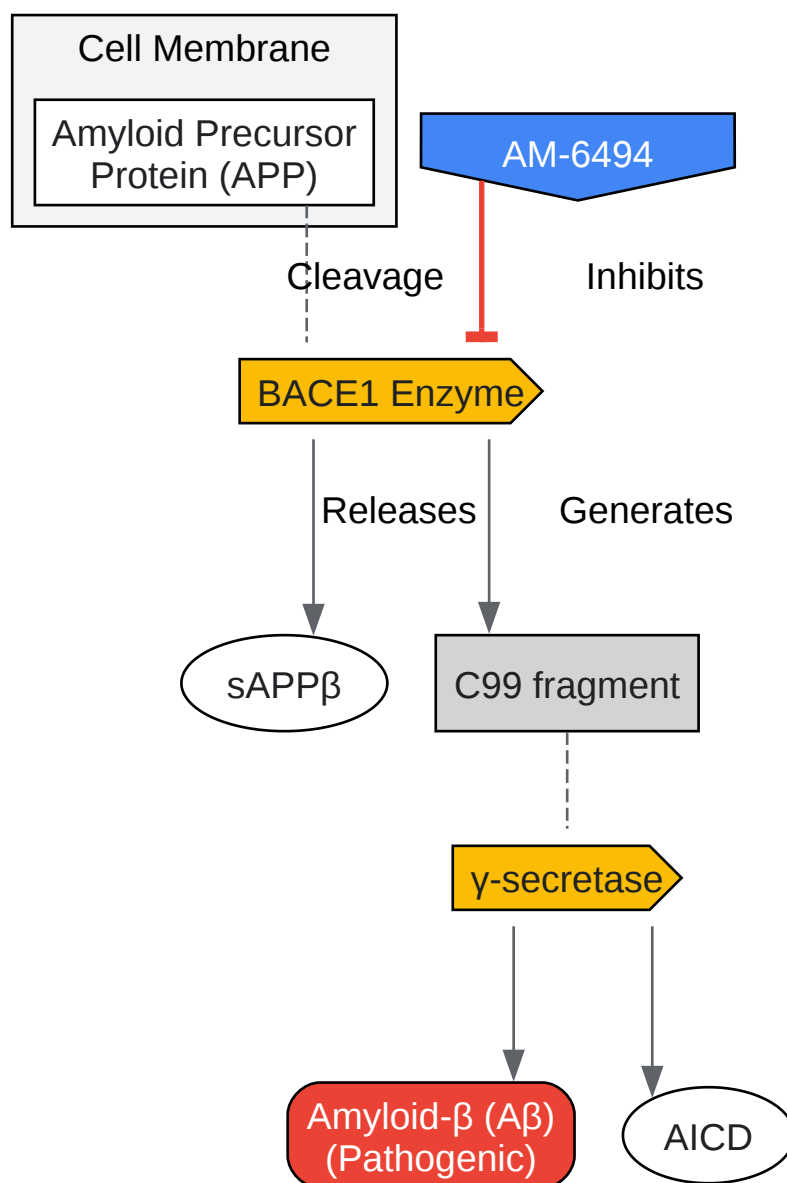 Cell Membrane
Amyloid Precursor
Protein (APP)
AM-6494
Cleavage
Inhibits
BACE1 Enzyme
Releases
Generates
sAPPβ
C99 fragment
γ-secretase
Amyloid-β (Aβ)
(Pathogenic)
AICD